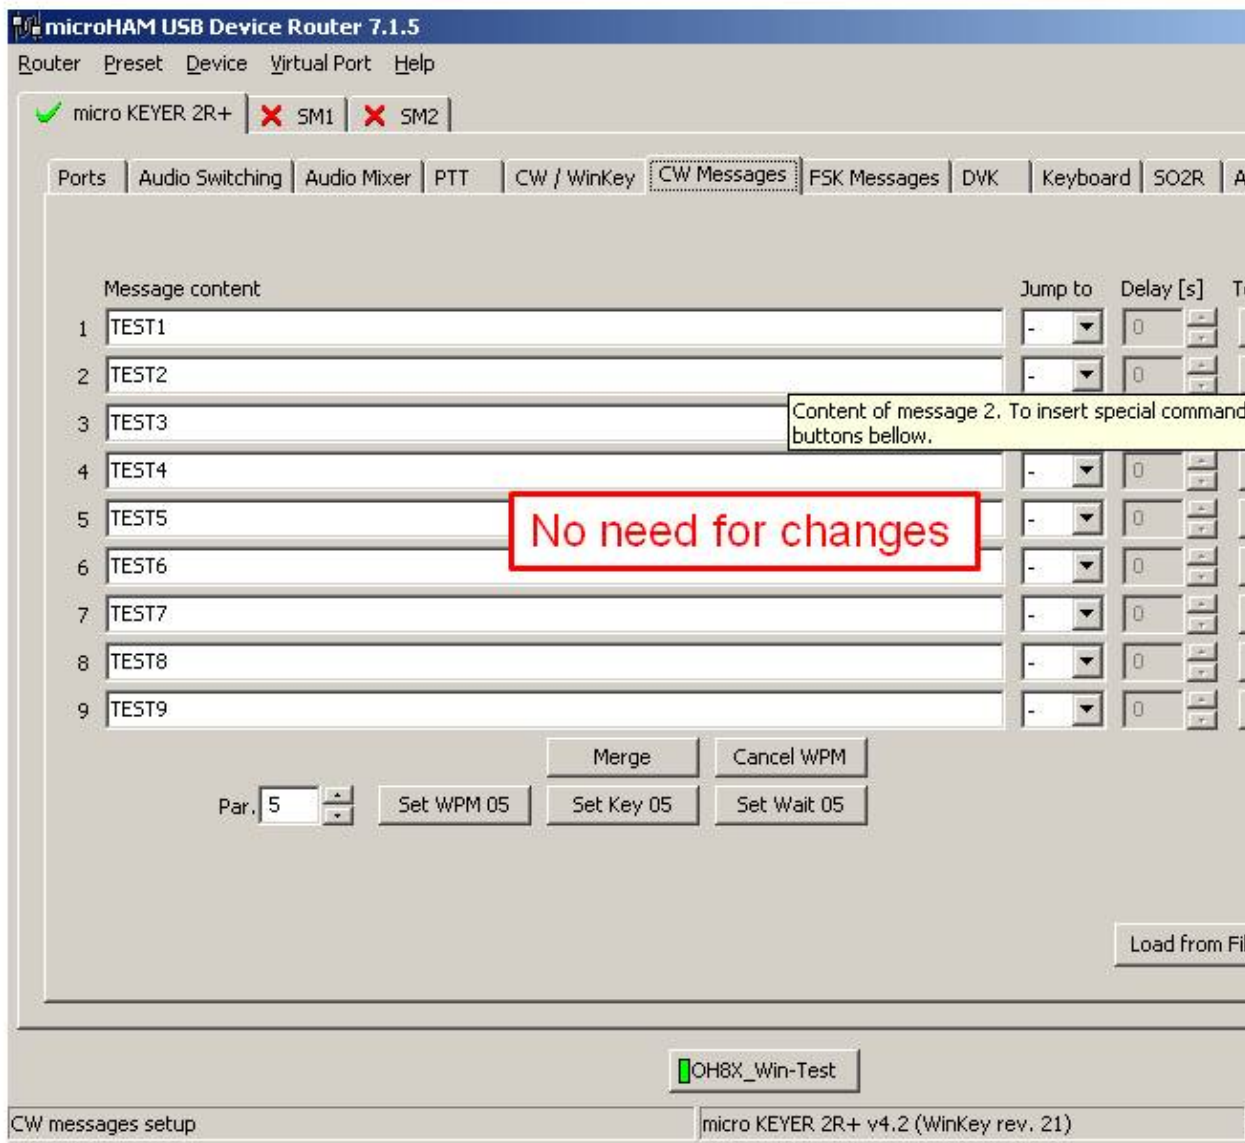 microHAM USB Device Router 7.1.5
Router Preset Device Virtual Port Help
micro KEYER 2R+ SM1 SM2
Ports Audio Switching Audio Mixer PTT CW / WinKey CW Messages FSK Messages DVK Keyboard SO2R A
Message content Jump to Delay [s]
1 TEST1 - 0
2 TEST2 - 0
Content of message 2. To insert special command
3 TEST3
buttons bellow.
4 TEST4 - 0
No need for changes
5 TEST5 - 0
6 TEST6 - 0
7 TEST7 - 0
8 TEST8 - 0
9 TEST9 - 0
Merge Cancel WPM
Par. 5 Set WPM 05 Set Key 05 Set Wait 05
Load from Fil
OH8X_Win-Test
CW messages setup micro KEYER 2R+ v4.2 (WinKey rev. 21)